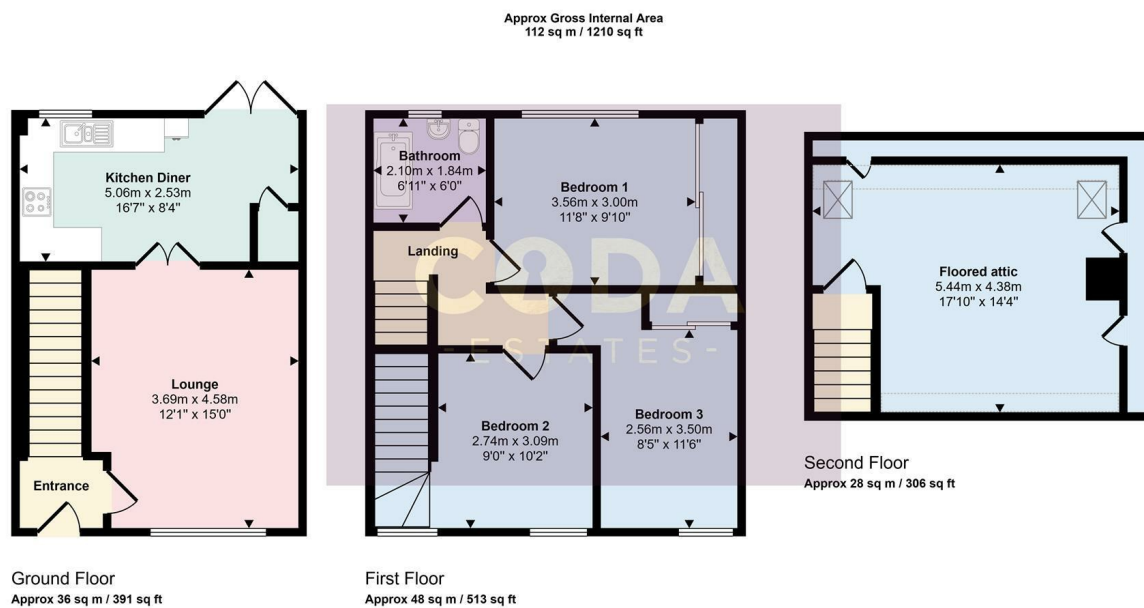 Approx Gross Internal Area
112 sq m / 1210 sq ft
Kitchen Diner
5.06m x 2.53m
16'7" x 8'4"
Lounge
3.69m x 4.58m
12'1" x 15'0"
Entrance
Ground Floor
Approx 36 sq m / 391 sq ft
Bathroom
2.10m x 1.84m
6'11" x 6'0"
Bedroom 1
3.56m x 3.00m
11'8" x 9'10"
Landing
CODA
-ESTATES-
Bedroom 2
2.74m x 3.09m
9'0" x 10'2"
Bedroom 3
2.56m x 3.50m
8'5" x 11'6"
First Floor
Approx 48 sq m / 513 sq ft
Floored attic
5.44m x 4.38m
17'10" x 14'4"
Second Floor
Approx 28 sq m / 306 sq ft